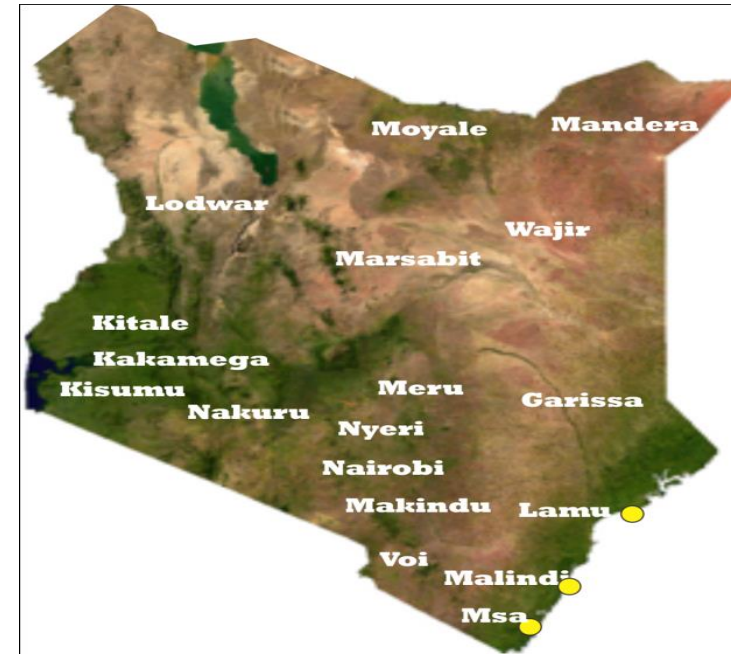 Moyale
Mandera
Lodwar
Wajir
Marsabit
Kitale
Kakamega
Kisumu
Meru
Nakuru
Garissa
Nyeri
Nairobi
Makindu
Lamu
Voi
Malindi
Msa